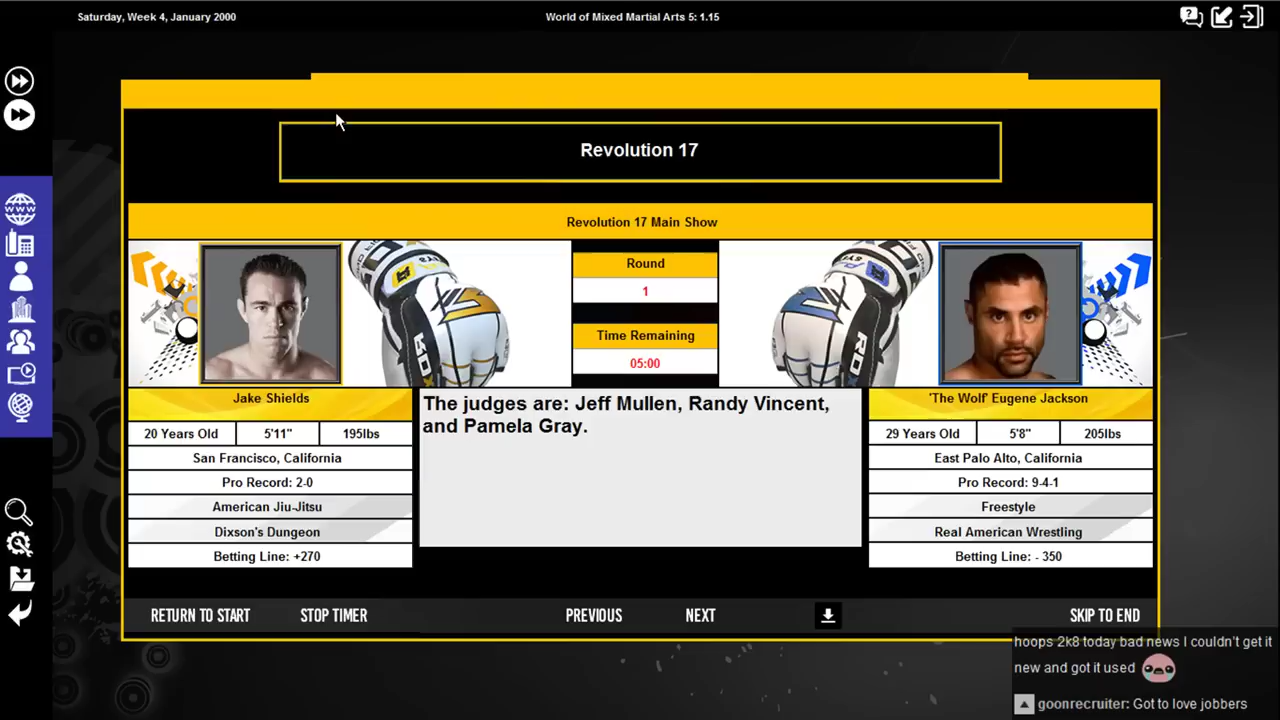 Saturday, Week 4, January 2000
World of Mixed Martial Arts 5: 1.15
Revolution 17
Revolution 17 Main Show
Round
1
Time Remaining
05:00
Jake Shields
20 Years Old
5'11"
195lbs
San Francisco, California
Pro Record: 2-0
American Jiu-Jitsu
Dixson's Dungeon
Betting Line: +270
The judges are: Jeff Mullen, Randy Vincent,
and Pamela Gray.
'The Wolf' Eugene Jackson
29 Years Old
5'8"
205lbs
East Palo Alto, California
Pro Record: 9-4-1
Freestyle
Real American Wrestling
Betting Line: - 350
RETURN TO START
STOP TIMER
PREVIOUS
NEXT
SKIP TO END
hoops 2k8 today bad news I couldn't get it
new and got it used
goonrecruiter: Got to love jobbers
WWW
RDX
RDX